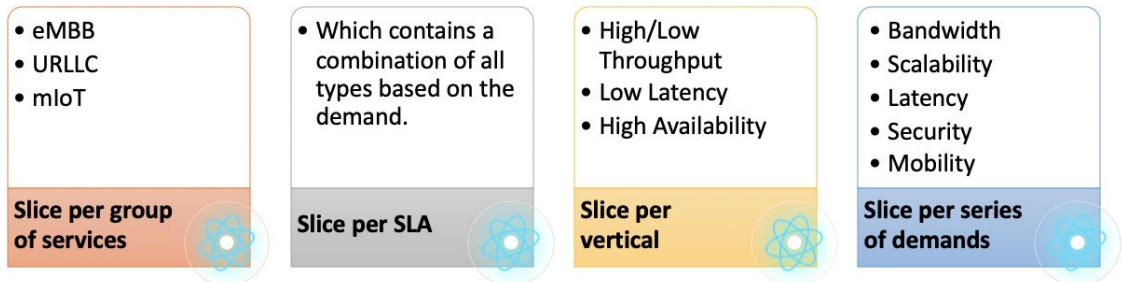 • eMBB
• URLLC
• mIoT
Slice per group
of services
• Which contains a
combination of all
types based on the
demand.
Slice per SLA
• High/Low
Throughput
• Low Latency
• High Availability
Slice per
vertical
• Bandwidth
• Scalability
• Latency
• Security
• Mobility
Slice per series
of demands